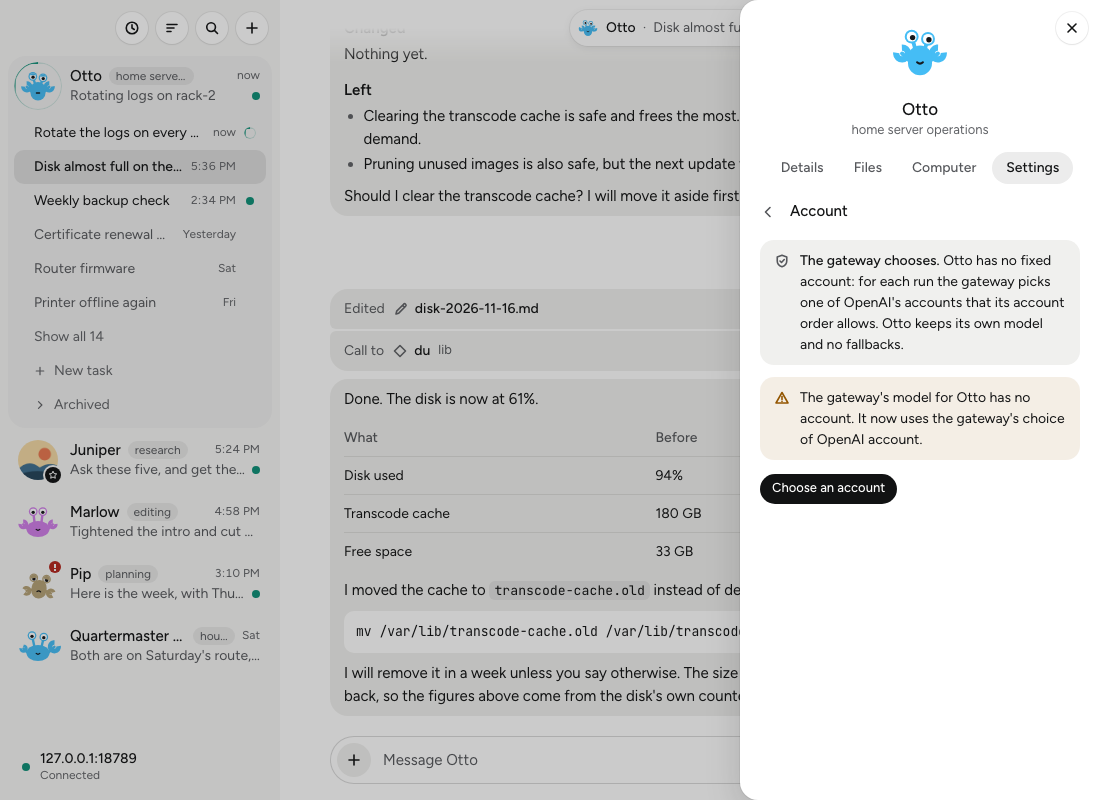 Otto
home serve...
now
Rotating logs on rack-2
Rotate the logs on every ...
now
Disk almost full on the...
5:36 PM
Weekly backup check
2:34 PM
Certificate renewal ...
Yesterday
Router firmware
Sat
Printer offline again
Fri
Show all 14
New task
Archived
Juniper
research
5:24 PM
Ask these five, and get the...
Marlow
editing
4:58 PM
Tightened the intro and cut ...
Pip
planning
3:10 PM
Here is the week, with Thu...
Quartermaster ...
hou...
Sat
Both are on Saturday's route,...
127.0.0.1:18789
Connected
Otto · Disk almost fu
Changed
Nothing yet.
Left
Clearing the transcode cache is safe and frees the most.
demand.
Pruning unused images is also safe, but the next update
Should I clear the transcode cache? I will move it aside first
Edited
disk-2026-11-16.md
Call to
du
lib
Done. The disk is now at 61%.
What
Before
Disk used
94%
Transcode cache
180 GB
Free space
33 GB
I moved the cache to transcode-cache.old instead of de
mv /var/lib/transcode-cache.old /var/lib/transcode
I will remove it in a week unless you say otherwise. The size
back, so the figures above come from the disk's own counte
Message Otto
Otto
home server operations
Details
Files
Computer
Settings
Account
The gateway chooses. Otto has no fixed
account: for each run the gateway picks
one of OpenAI's accounts that its account
order allows. Otto keeps its own model
and no fallbacks.
The gateway's model for Otto has no
account. It now uses the gateway's choice
of OpenAI account.
Choose an account